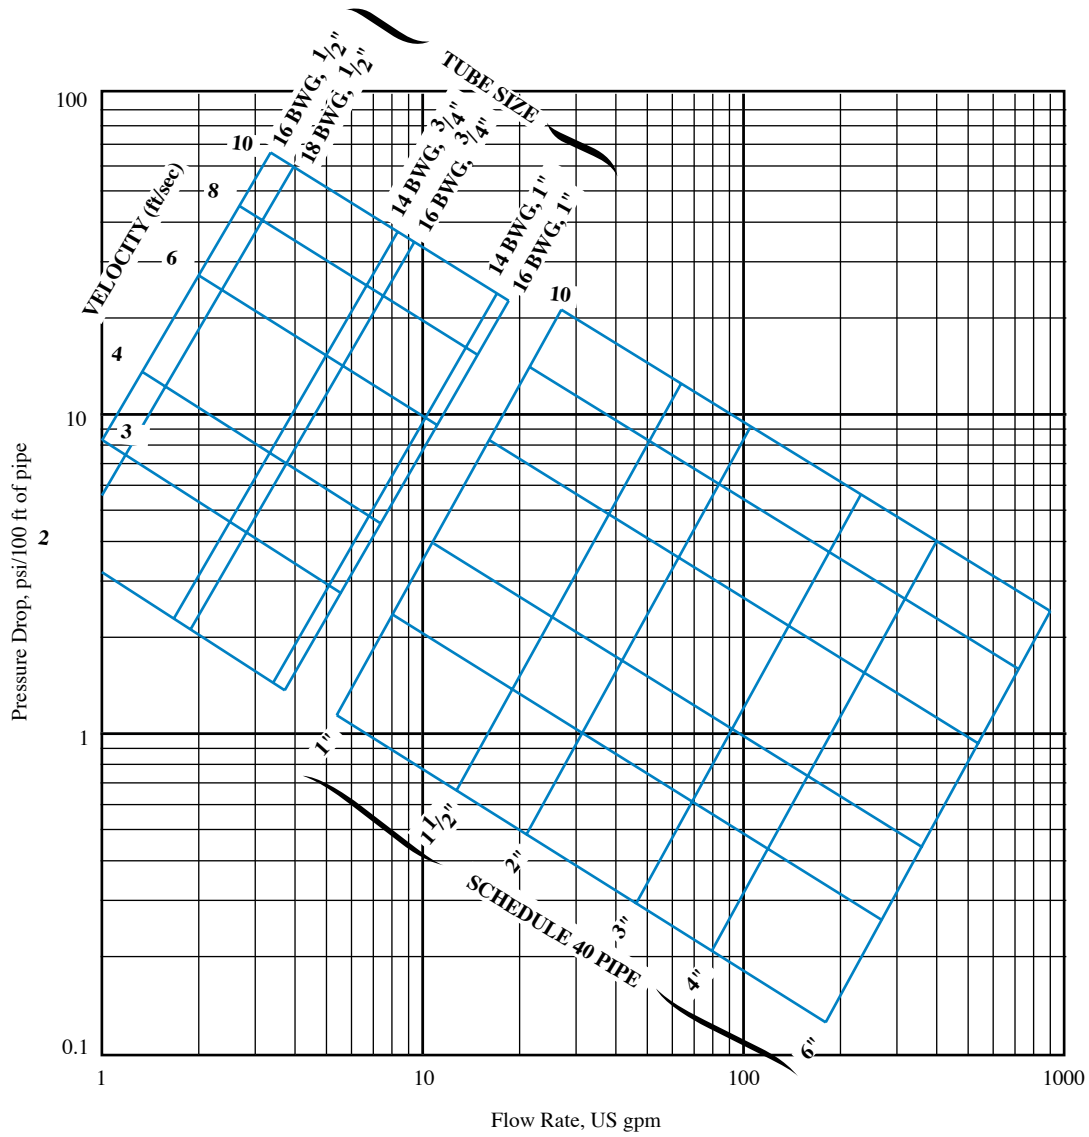 TUBE SIZE
16 BWG, 1/2"
18 BWG, 1/2"
14 BWG, 3/4"
16 BWG, 3/4"
14 BWG, 1"
16 BWG, 1"
VELOCITY (ft/sec)
10
8
6
4
3
2
10
100
10
1
0.1
Pressure Drop, psi/100 ft of pipe
1"
1 1/2"
2"
3"
4"
6"
SCHEDULE 40 PIPE
1
10
100
1000
Flow Rate, US gpm